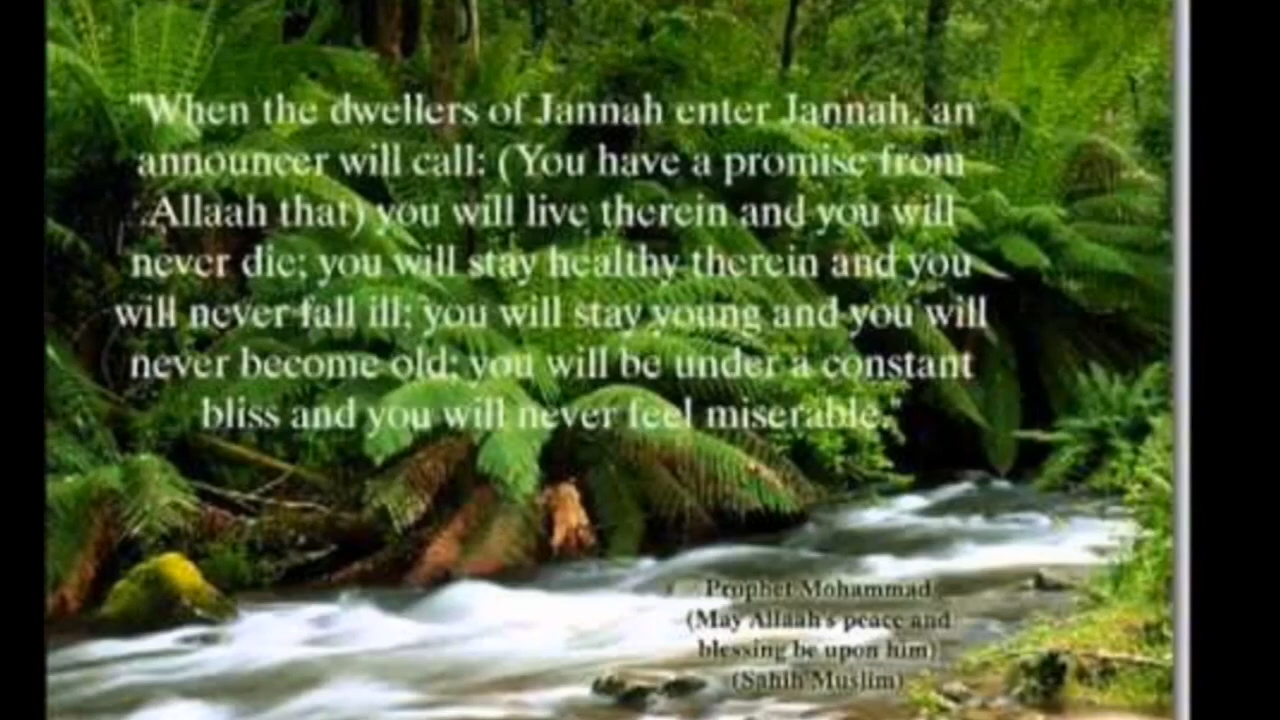 "When the dwellers of Jannah enter Jannah, an
announcer will call: (You have a promise from
Allaah that) you will live therein and you will
never die; you will stay healthy therein and you
will never fall ill; you will stay young and you will
never become old; you will be under a constant
bliss and you will never feel miserable."
Prophet Mohammad
(May Allaah's peace and
blessing be upon him)
(Sahih Muslim)